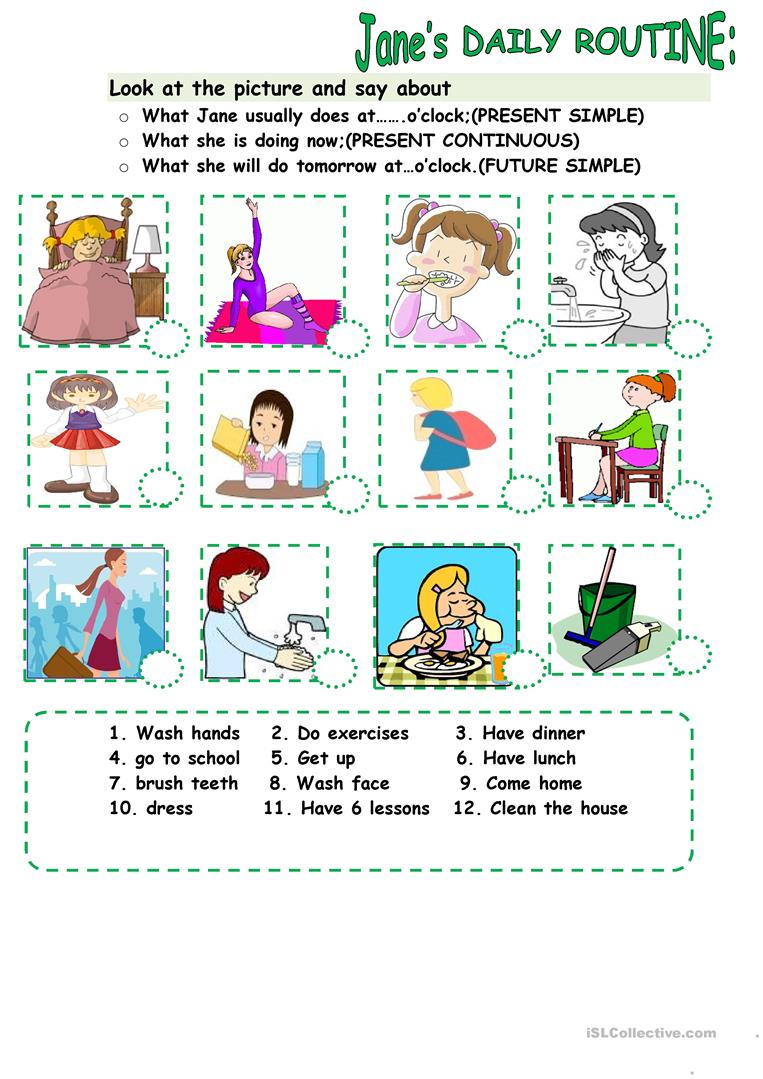 Jane's DAILY ROUTINE:
Look at the picture and say about
o What Jane usually does at…….o’clock;(PRESENT SIMPLE)
o What she is doing now;(PRESENT CONTINUOUS)
o What she will do tomorrow at…o’clock.(FUTURE SIMPLE)
1. Wash hands 2. Do exercises 3. Have dinner
4. go to school 5. Get up 6. Have lunch
7. brush teeth 8. Wash face 9. Come home
10. dress 11. Have 6 lessons 12. Clean the house
iSLCollective.com